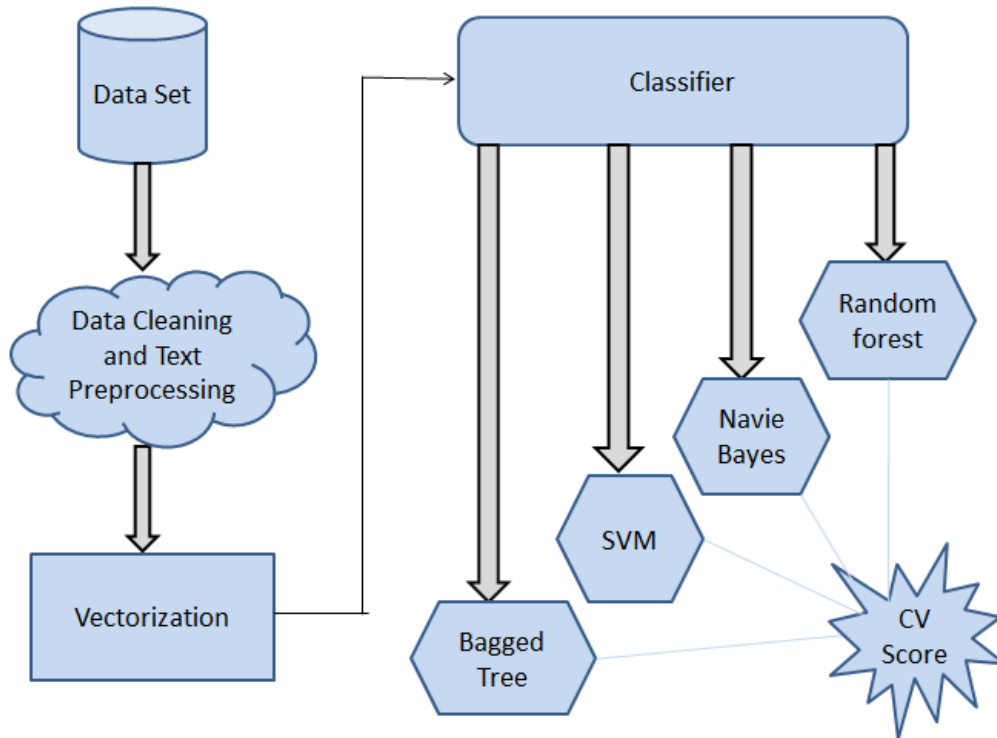 Data Set
Data Cleaning
and Text
Preprocessing
Vectorization
Classifier
Random
forest
Navie
Bayes
SVM
Bagged
Tree
CV
Score